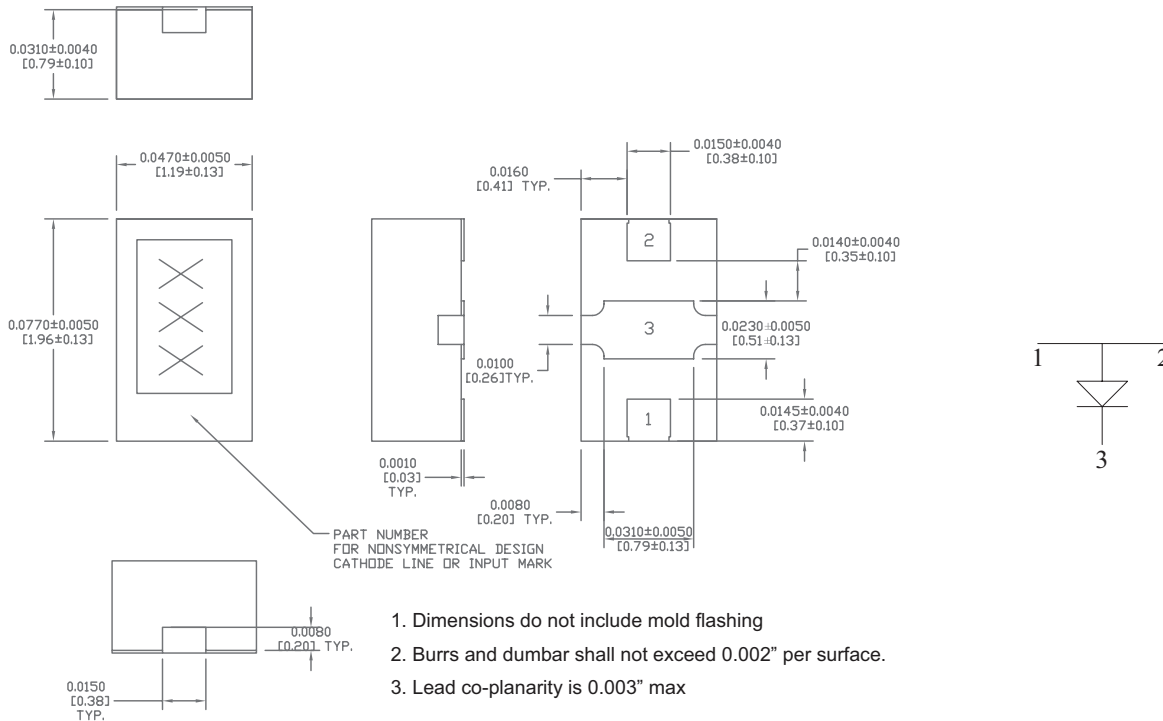 0.0310±0.0040
[0.79±0.10]
0.0470±0.0050
[1.19±0.13]
0.0770±0.0050
[1.96±0.13]
0.0150±0.0040
[0.38±0.10]
0.0160
[0.41] TYP.
2
0.0140±0.0040
[0.35±0.10]
3
0.0230±0.0050
[0.51±0.13]
0.0100
[0.26]TYP.
1
0.0145±0.0040
[0.37±0.10]
0.0010
[0.03]
TYP.
0.0080
[0.20] TYP.
0.0310±0.0050
[0.79±0.13]
1
2
3
PART NUMBER
FOR NONSYMMETRICAL DESIGN
CATHODE LINE OR INPUT MARK
0.0080
[0.20] TYP.
0.0150
[0.38]
TYP.
1. Dimensions do not include mold flashing
2. Burrs and dumbar shall not exceed 0.002” per surface.
3. Lead co-planarity is 0.003” max